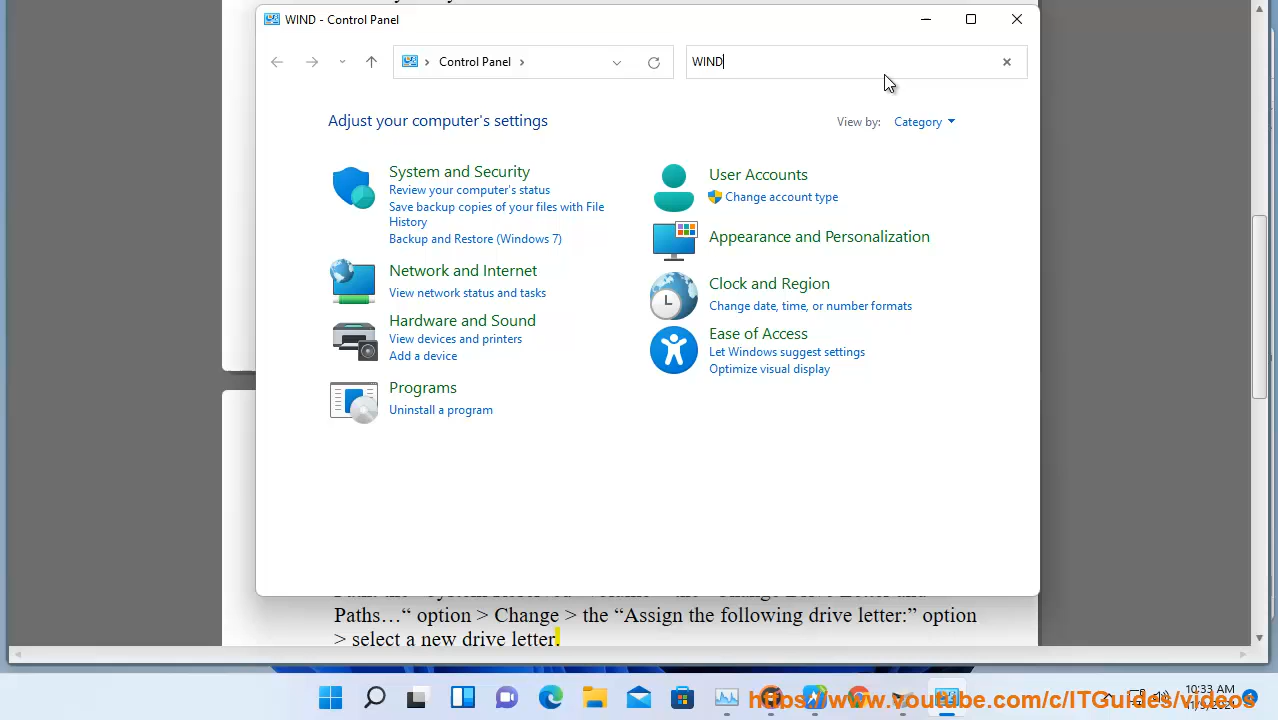 WIND - Control Panel
Control Panel
WIND
Adjust your computer's settings
View by: Category
System and Security
Review your computer's status
Save backup copies of your files with File
History
Backup and Restore (Windows 7)
Network and Internet
View network status and tasks
Hardware and Sound
View devices and printers
Add a device
Programs
Uninstall a program
User Accounts
Change account type
Appearance and Personalization
Clock and Region
Change date, time, or number formats
Ease of Access
Let Windows suggest settings
Optimize visual display
Paths…“ option > Change > the “Assign the following drive letter:” option
> select a new drive letter.
10:33 AM
https://www.youtube.com/c/ITGuides/videos